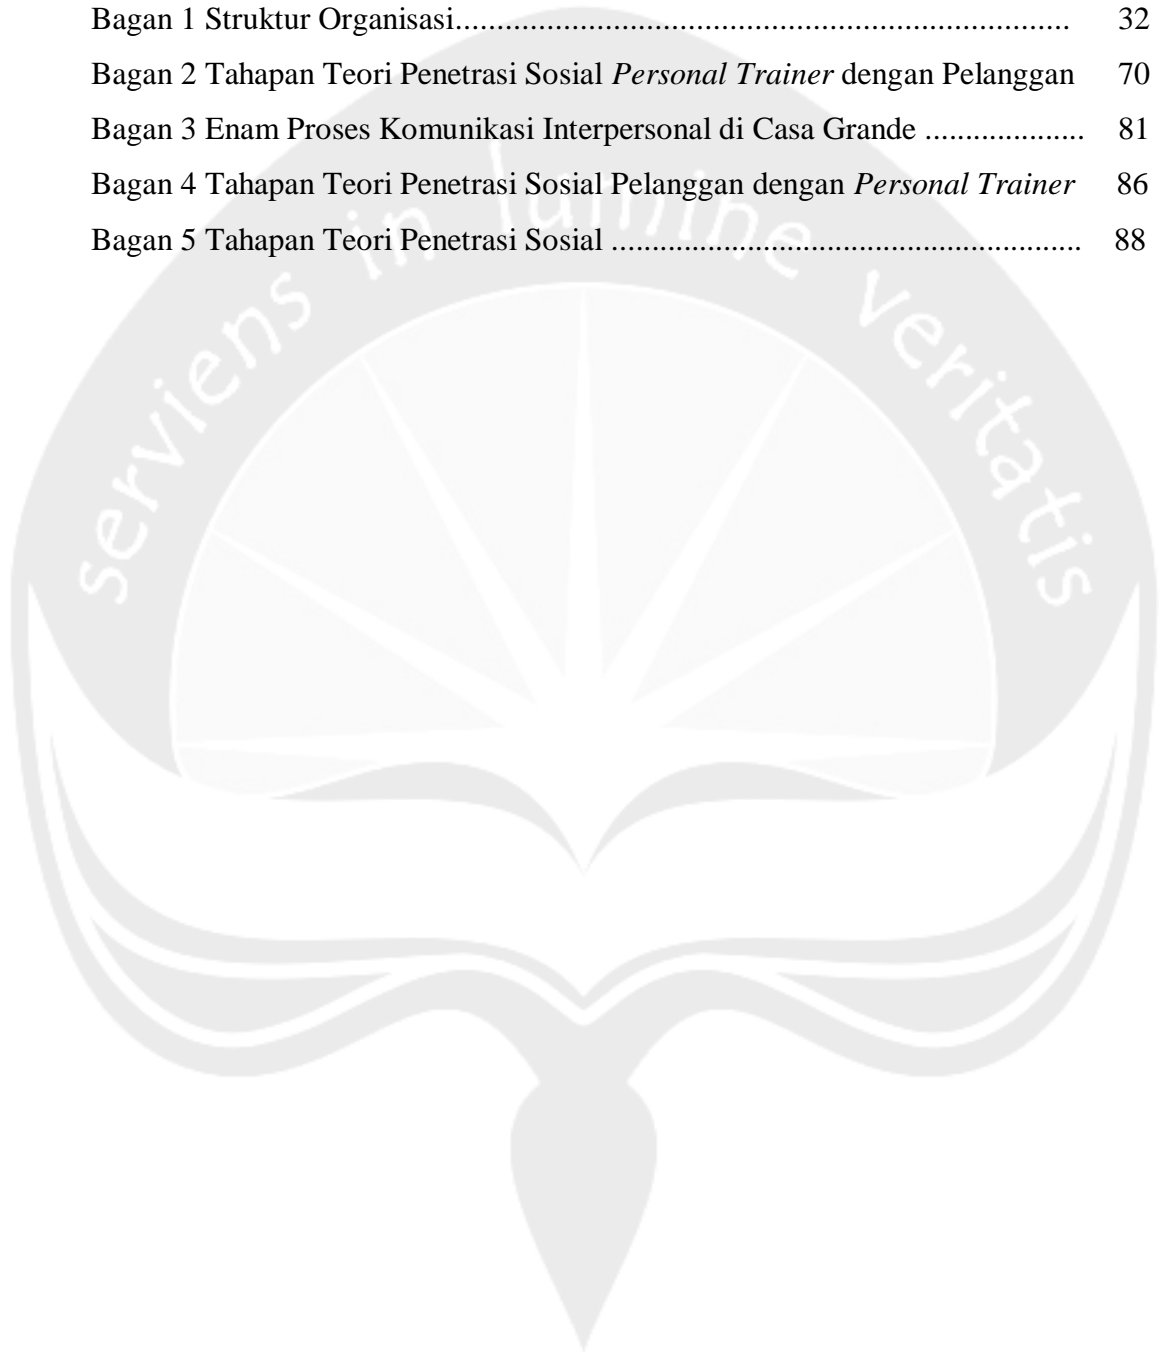 Bagan 1 Struktur Organisasi.......................................................................... 32
Bagan 2 Tahapan Teori Penetrasi Sosial Personal Trainer dengan Pelanggan 70
Bagan 3 Enam Proses Komunikasi Interpersonal di Casa Grande ................... 81
Bagan 4 Tahapan Teori Penetrasi Sosial Pelanggan dengan Personal Trainer 86
Bagan 5 Tahapan Teori Penetrasi Sosial ......................................................... 88
serviens in lumine veritatis